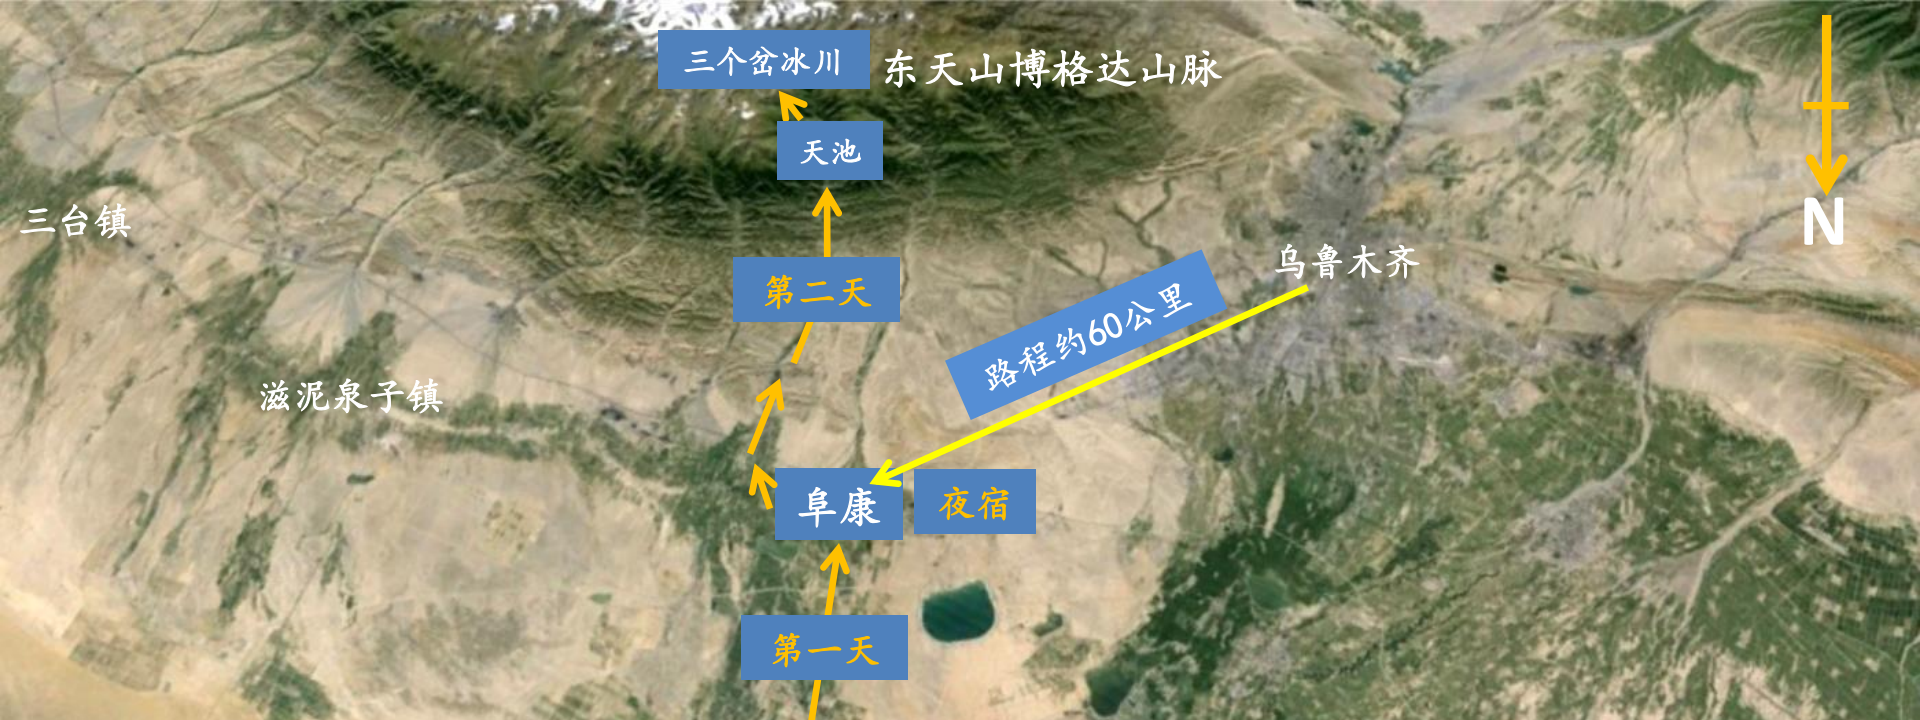 三个岔冰川
东天山博格达山脉
天池
三台镇
N
乌鲁木齐
第二天
路程约60公里
滋泥泉子镇
阜康
夜宿
第一天